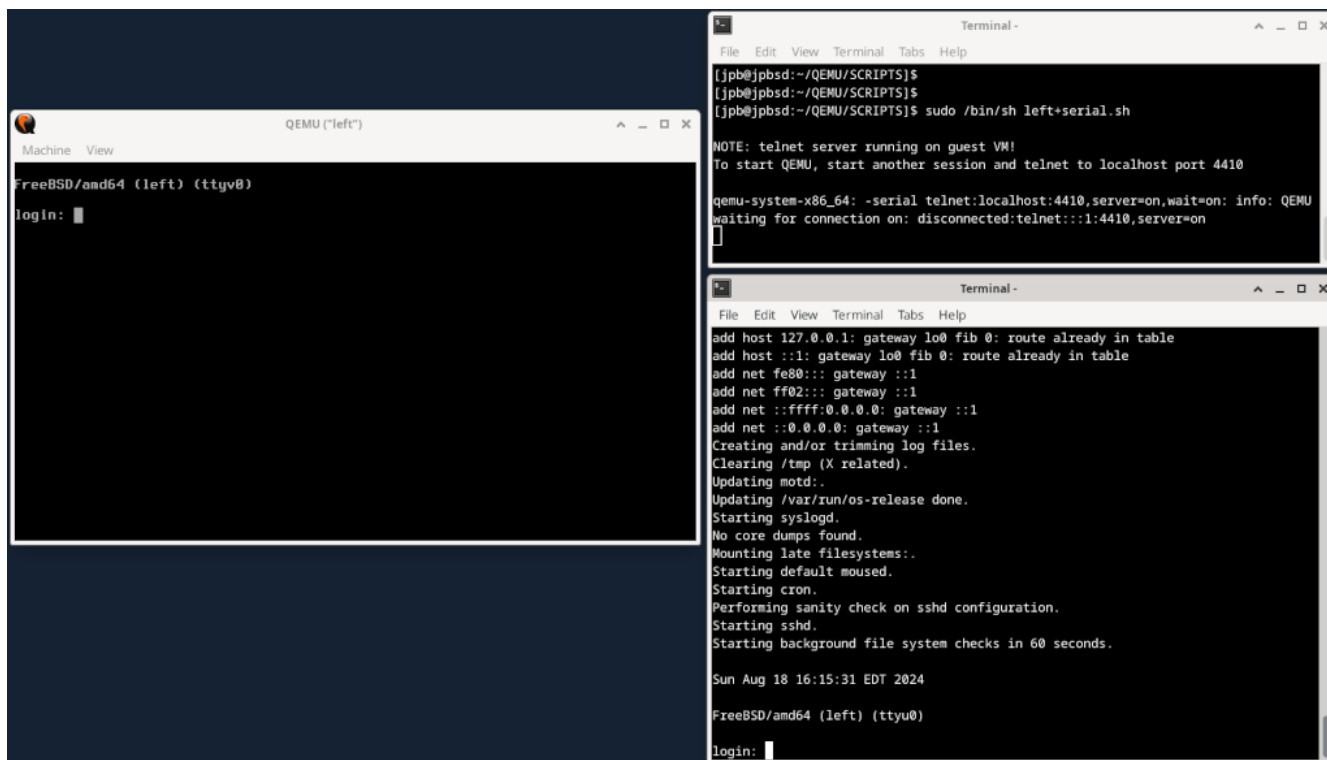 QEMU ("left")
Machine View
FreeBSD/amd64 (left) (ttyv0)
login:
Terminal -
File Edit View Terminal Tabs Help
[jpb@jpbsd:~/QEMU/SCRIPTS]$
[jpb@jpbsd:~/QEMU/SCRIPTS]$
[jpb@jpbsd:~/QEMU/SCRIPTS]$ sudo /bin/sh left+serial.sh
NOTE: telnet server running on guest VM!
To start QEMU, start another session and telnet to localhost port 4410
qemu-system-x86_64: -serial telnet:localhost:4410,server=on,wait=on: info: QEMU
waiting for connection on: disconnected:telnet:::1:4410,server=on
Terminal -
File Edit View Terminal Tabs Help
add host 127.0.0.1: gateway lo0 fib 0: route already in table
add host ::1: gateway lo0 fib 0: route already in table
add net fe80::: gateway ::1
add net ff02::: gateway ::1
add net ::ffff:0.0.0.0: gateway ::1
add net ::0.0.0.0: gateway ::1
Creating and/or trimming log files.
Clearing /tmp (X related).
Updating motd:.
Updating /var/run/os-release done.
Starting syslogd.
No core dumps found.
Mounting late filesystems:.
Starting default moused.
Starting cron.
Performing sanity check on sshd configuration.
Starting sshd.
Starting background file system checks in 60 seconds.
Sun Aug 18 16:15:31 EDT 2024
FreeBSD/amd64 (left) (ttyu0)
login: